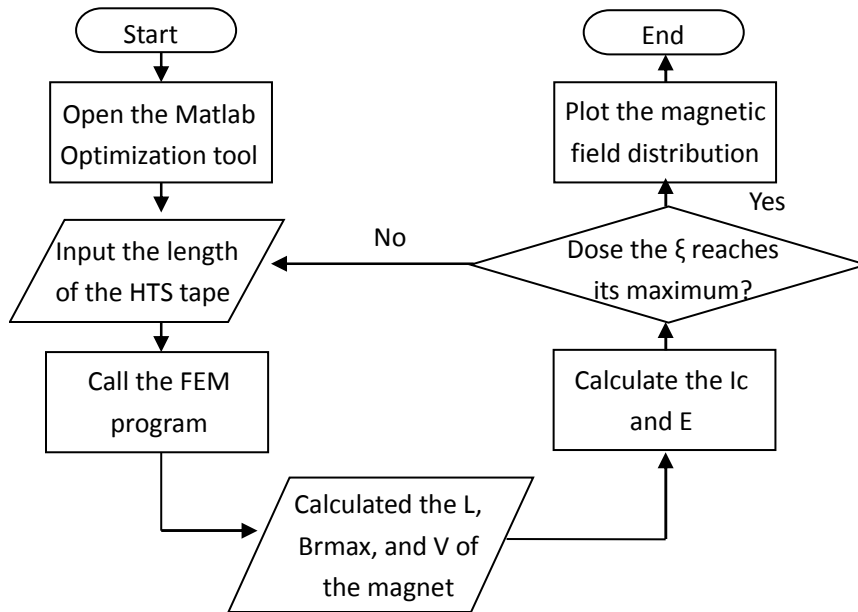 Start
Open the Matlab
Optimization tool
Input the length
of the HTS tape
Call the FEM
program
Calculated the L,
Brmax, and V of
the magnet
Calculate the Ic
and E
Dose the ξ reaches
its maximum?
No
Yes
Plot the magnetic
field distribution
End